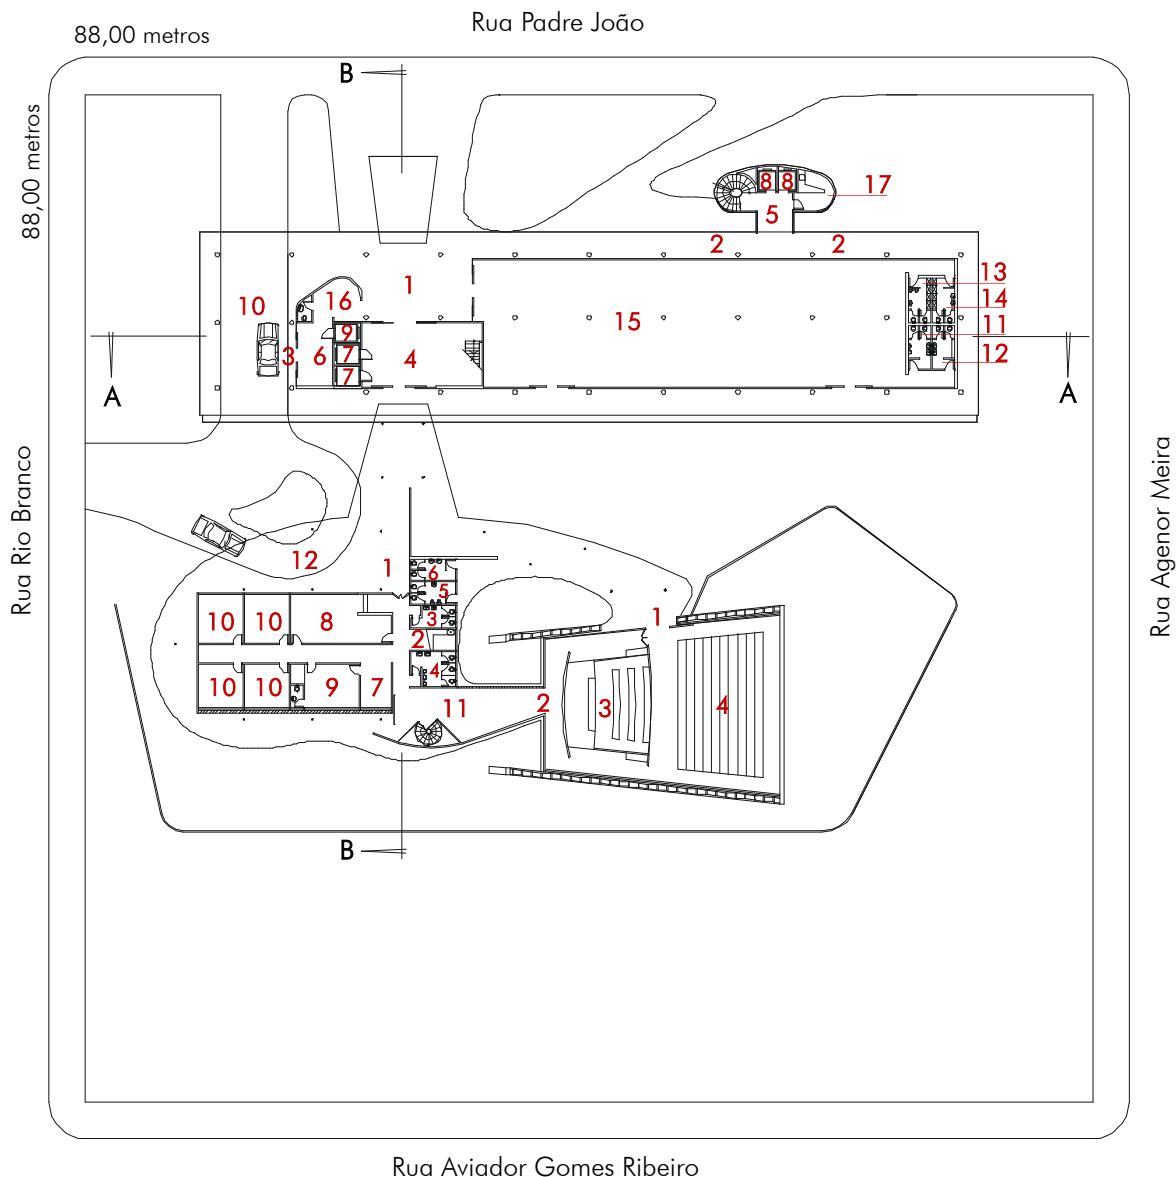 Rua Padre João
88,00 metros
88,00 metros
B
8 8 17
5
2 2
13
1
16
14
10
15
9
11
3 6 7 4
12
7
A
A
Rua Rio Branco
Rua Agenor Meira
12
1
6
5
10 10 8
3
1
2
4
10 10 9 7
11
2
3
4
B
Rua Aviador Gomes Ribeiro